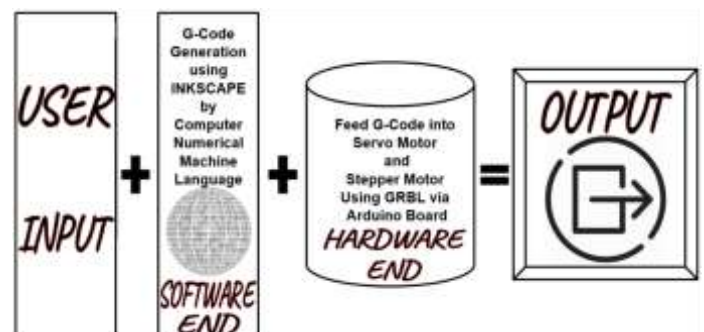 USER
INPUT
+
G-Code
Generation
using
INKSCAPE
by
Computer
Numerical
Machine
Language
SOFTWARE
END
+
Feed G-Code into
Servo Motor
and
Stepper Motor
Using GRBL via
Arduino Board
HARDWARE
END
=
OUTPUT